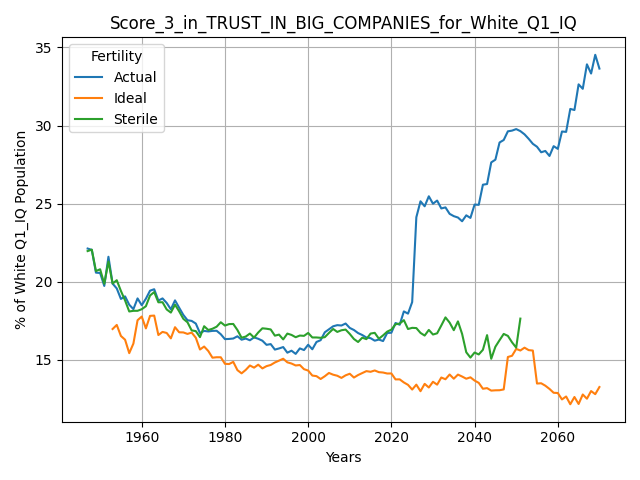 Score_3_in_TRUST_IN_BIG_COMPANIES_for_White_Q1_IQ
Fertility
Actual
Ideal
Sterile
% of White Q1_IQ Population
35
30
25
20
15
1960
1980
2000
2020
2040
2060
Years